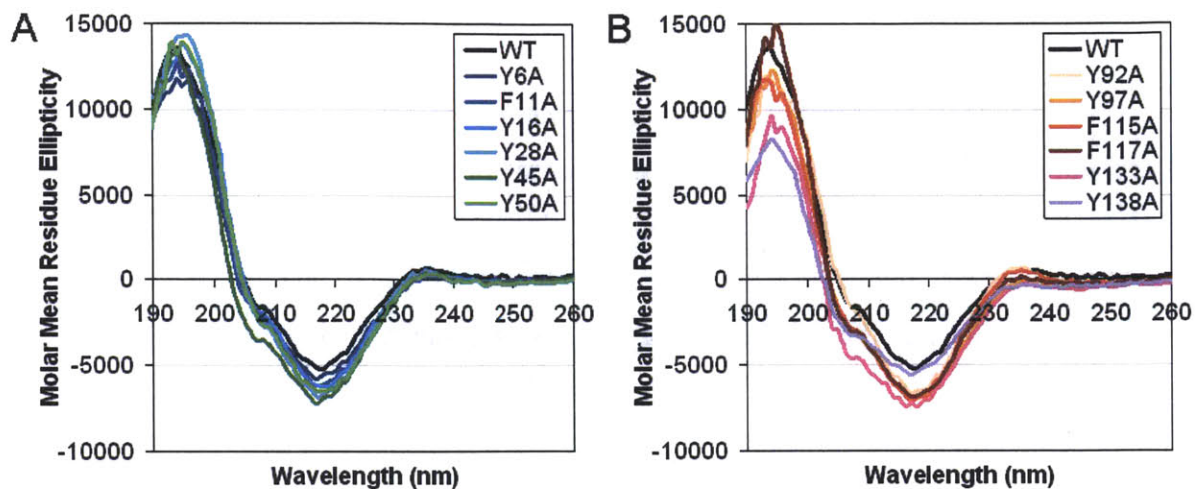 A
15000
10000
5000
0
-5000
-10000
190 200 210 220 230 240 250 260
Molar Mean Residue Ellipticity
Wavelength (nm)
WT
Y6A
F11A
Y16A
Y28A
Y45A
Y50A
B
15000
10000
5000
0
-5000
-10000
190 200 210 220 230 240 250 260
Molar Mean Residue Ellipticity
Wavelength (nm)
WT
Y92A
Y97A
F115A
F117A
Y133A
Y138A